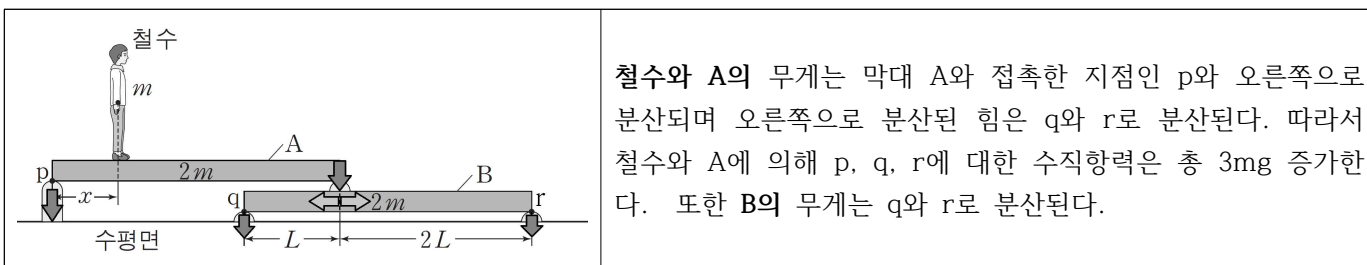 철수
m
A
p
2m
B
x
q
2m
r
수평면
L
2L
철수와 A의 무게는 막대 A와 접촉한 지점인 p와 오른쪽으로
분산되며 오른쪽으로 분산된 힘은 q와 r로 분산된다. 따라서
철수와 A에 의해 p, q, r에 대한 수직항력은 총 3mg 증가한
다. 또한 B의 무게는 q와 r로 분산된다.